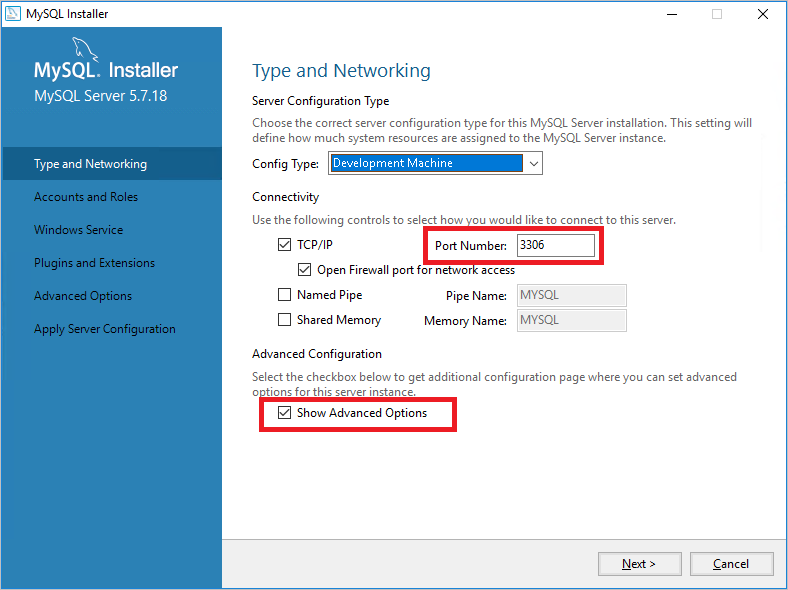 MySQL Installer
MySQL. Installer
MySQL Server 5.7.18
Type and Networking
Accounts and Roles
Windows Service
Plugins and Extensions
Advanced Options
Apply Server Configuration
Type and Networking
Server Configuration Type
Choose the correct server configuration type for this MySQL Server installation. This setting will
define how much system resources are assigned to the MySQL Server instance.
Config Type: Development Machine
Connectivity
Use the following controls to select how you would like to connect to this server.
TCP/IP Port Number: 3306
Open Firewall port for network access
Named Pipe Pipe Name: MYSQL
Shared Memory Memory Name: MYSQL
Advanced Configuration
Select the checkbox below to get additional configuration page where you can set advanced
options for this server instance.
Show Advanced Options
Next > Cancel